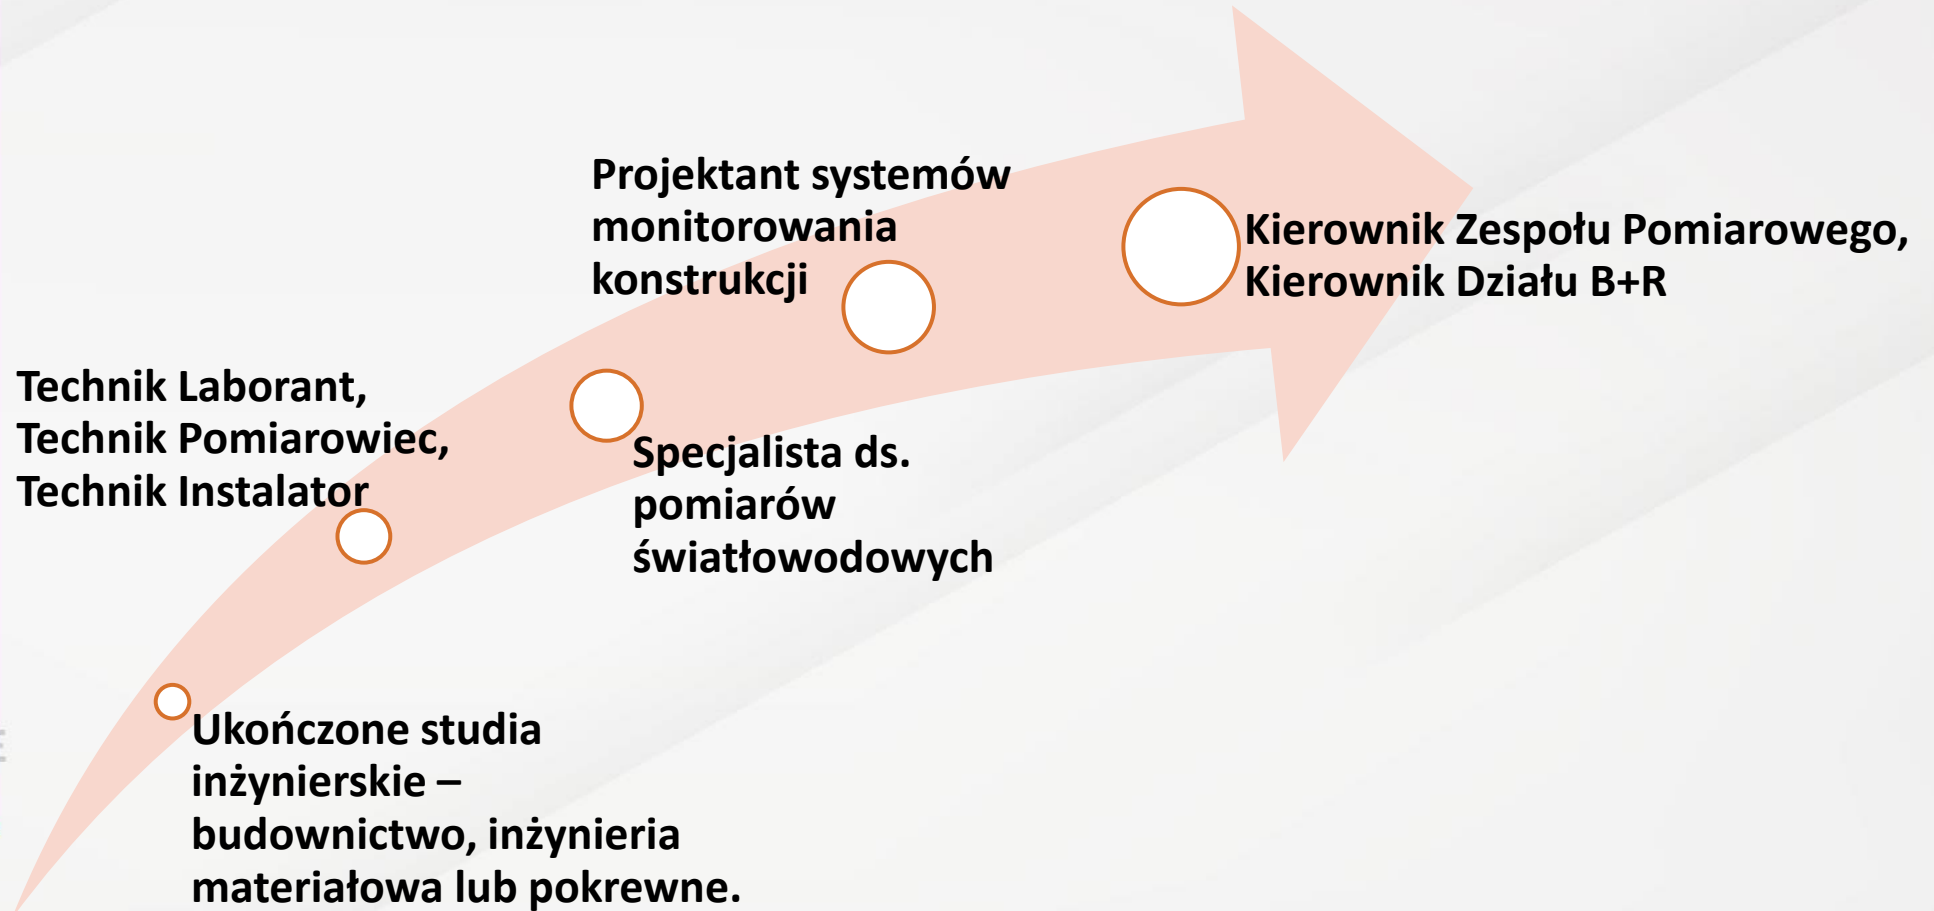 Projektant systemów
monitorowania
konstrukcji
Kierownik Zespołu Pomiarowego,
Kierownik Działu B+R
Technik Laborant,
Technik Pomiarowiec,
Technik Instalator
Specjalista ds.
pomiarów
światłowodowych
Ukończone studia
inżynierskie –
budownictwo, inżynieria
materiałowa lub pokrewne.